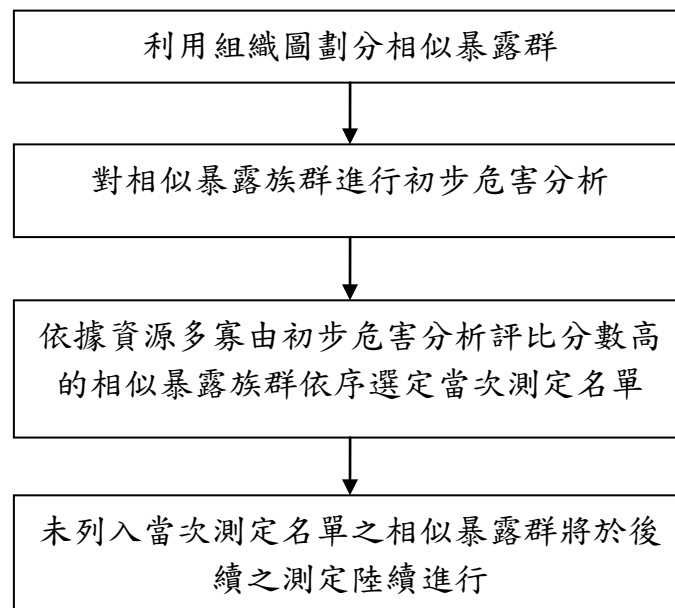 利用組織圖劃分相似暴露群
對相似暴露族群進行初步危害分析
依據資源多寡由初步危害分析評比分數高
的相似暴露族群依序選定當次測定名單
未列入當次測定名單之相似暴露群將於後
續之測定陸續進行